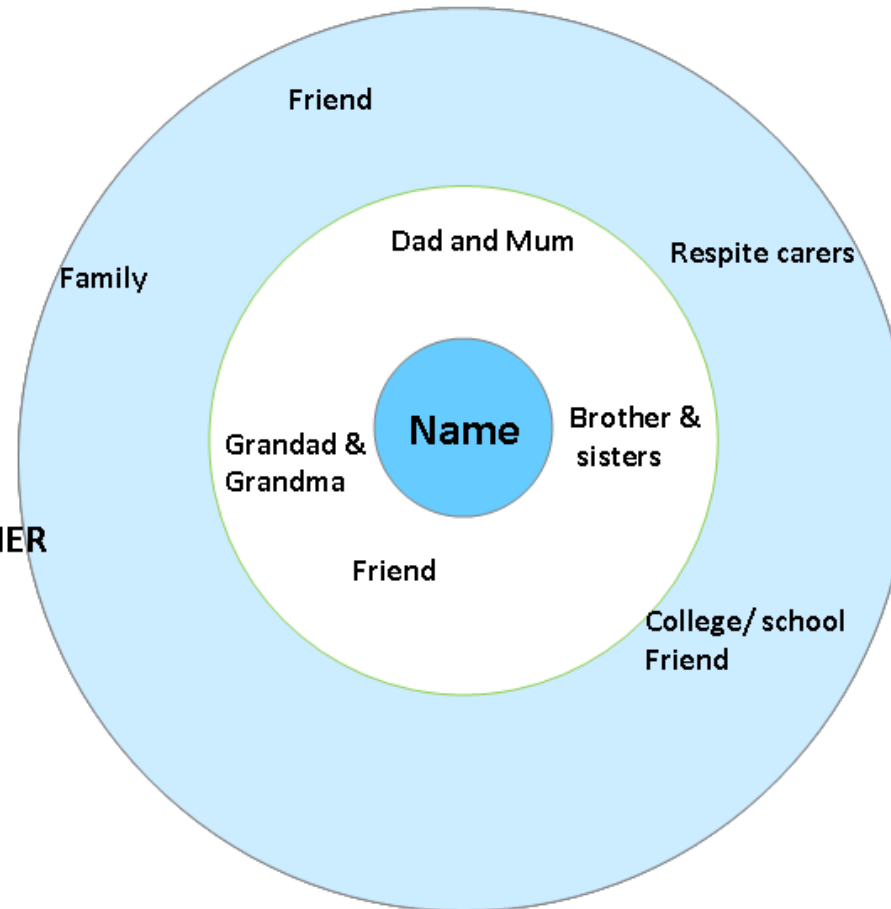 Friend
Dad and Mum
Respite carers
Family
Name
Brother &
sisters
Grandad &
Grandma
Friend
College/ school
Friend